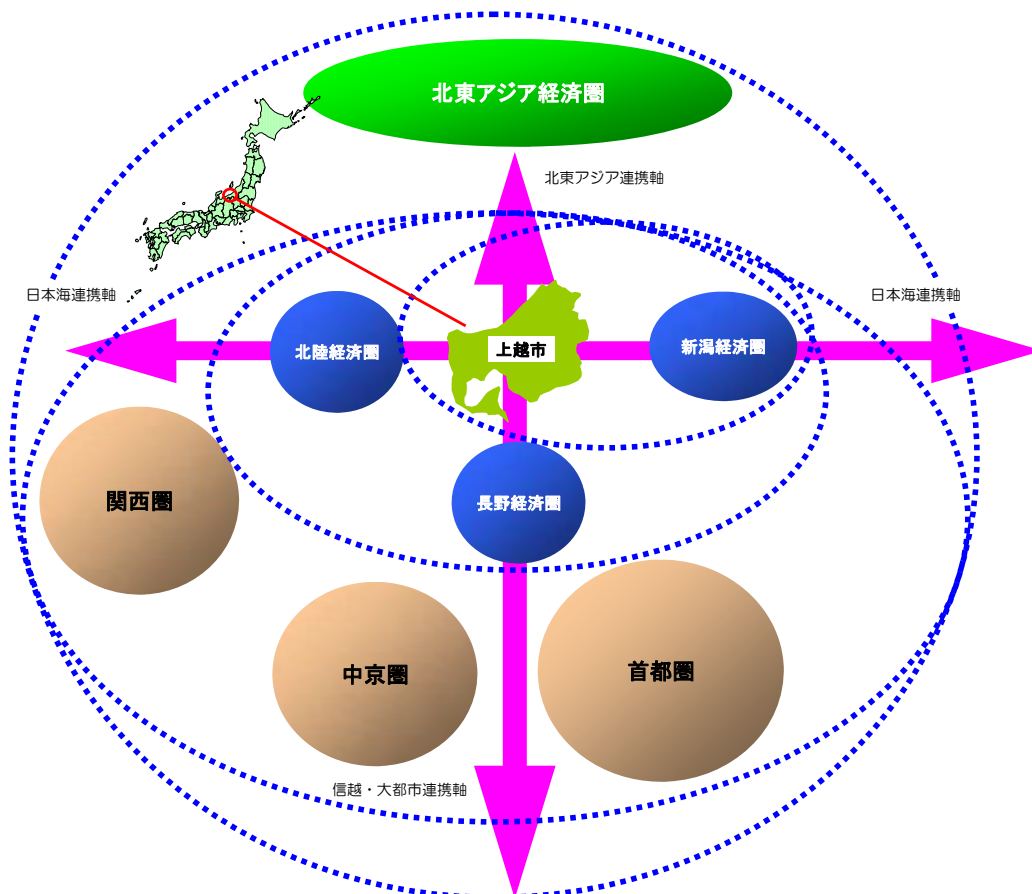 北東アジア経済圏
北東アジア連携軸
日本海連携軸
日本海連携軸
北陸経済圏
上越市
新潟経済圏
関西圏
長野経済圏
中京圏
首都圏
信越・大都市連携軸